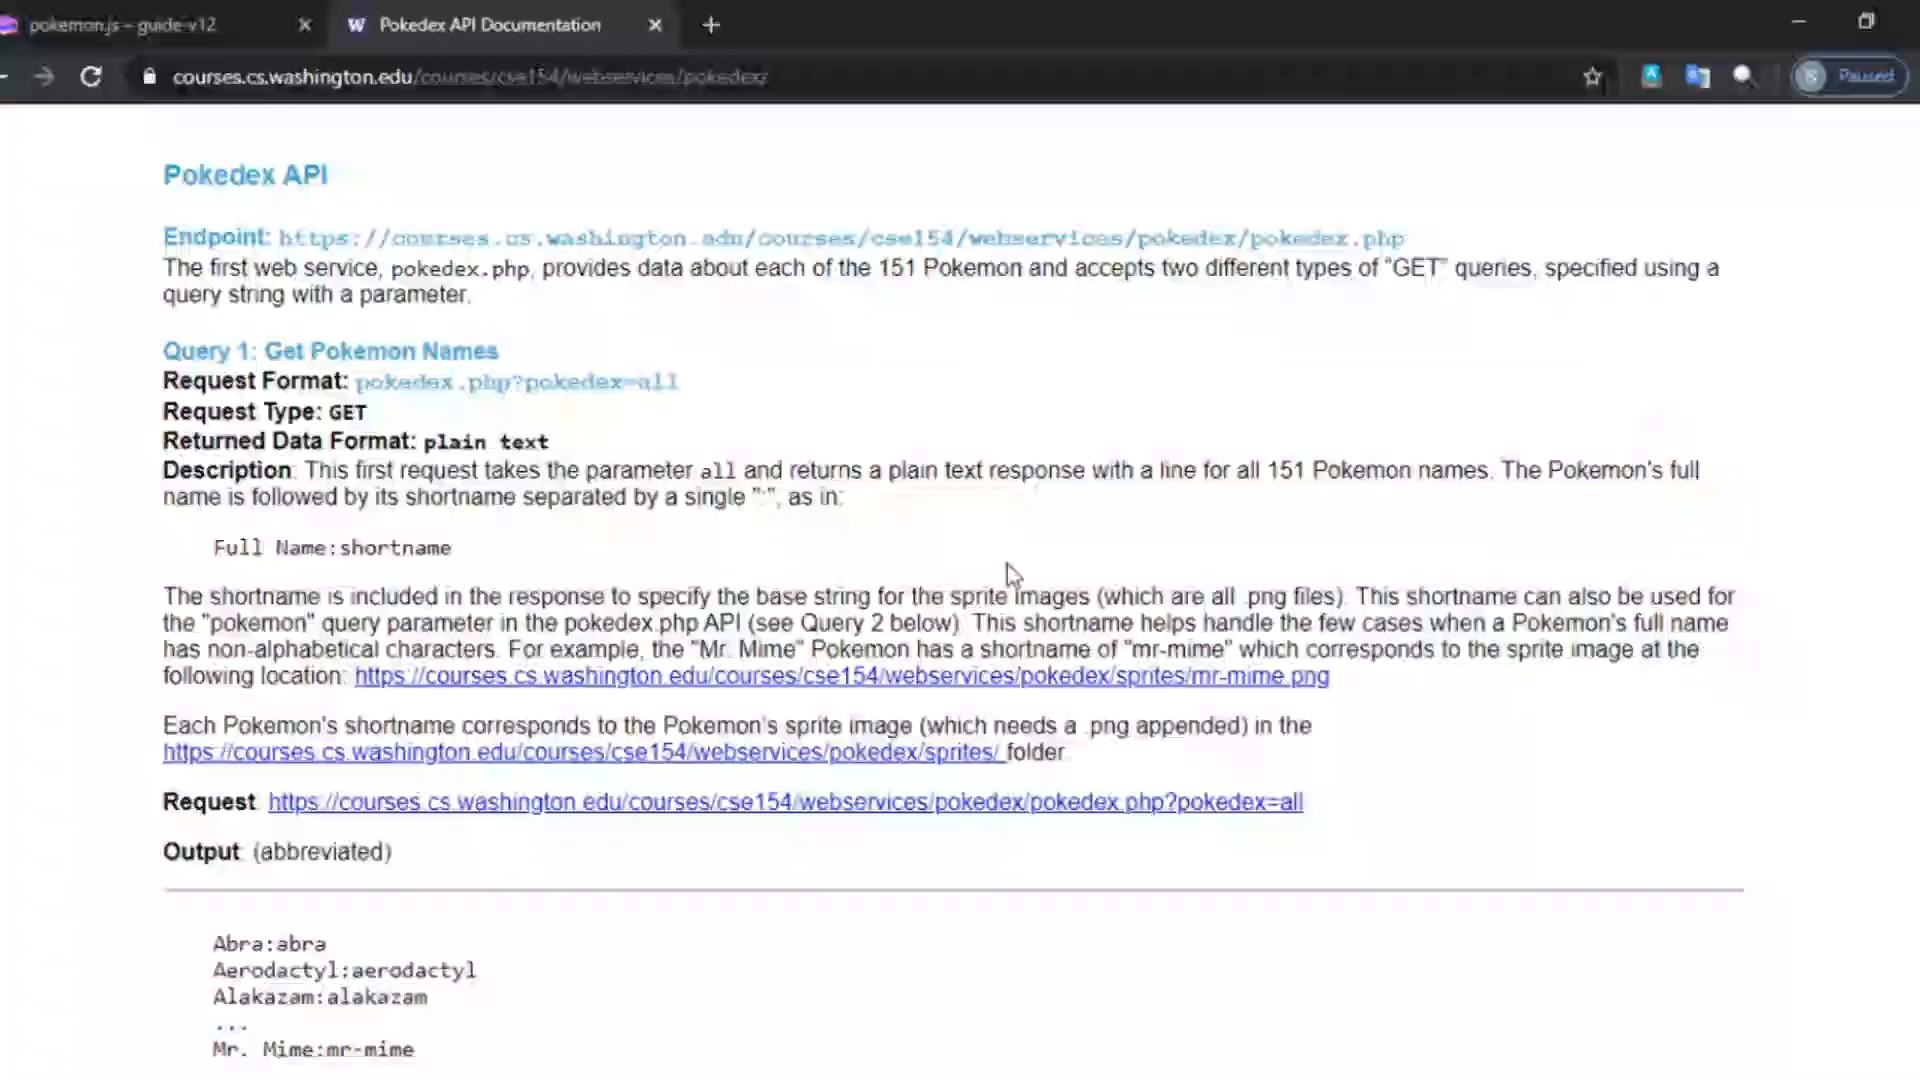 pokemon.js – guide-v12
W Pokedex API Documentation
courses.cs.washington.edu/courses/cse154/webservices/pokedex/
Paused
Pokedex API
Endpoint: https://courses.cs.washington.edu/courses/cse154/webservices/pokedex/pokedex.php
The first web service, pokedex.php, provides data about each of the 151 Pokemon and accepts two different types of "GET" queries, specified using a
query string with a parameter.
Query 1: Get Pokemon Names
Request Format: pokedex.php?pokedex=all
Request Type: GET
Returned Data Format: plain text
Description: This first request takes the parameter all and returns a plain text response with a line for all 151 Pokemon names. The Pokemon's full
name is followed by its shortname separated by a single ":", as in:
Full Name:shortname
The shortname is included in the response to specify the base string for the sprite images (which are all .png files). This shortname can also be used for
the "pokemon" query parameter in the pokedex.php API (see Query 2 below). This shortname helps handle the few cases when a Pokemon's full name
has non-alphabetical characters. For example, the "Mr. Mime" Pokemon has a shortname of "mr-mime" which corresponds to the sprite image at the
following location: https://courses.cs.washington.edu/courses/cse154/webservices/pokedex/sprites/mr-mime.png
Each Pokemon's shortname corresponds to the Pokemon's sprite image (which needs a .png appended) in the
https://courses.cs.washington.edu/courses/cse154/webservices/pokedex/sprites/ folder.
Request: https://courses.cs.washington.edu/courses/cse154/webservices/pokedex/pokedex.php?pokedex=all
Output: (abbreviated)
Abra:abra
Aerodactyl:aerodactyl
Alakazam:alakazam
...
Mr. Mime:mr-mime